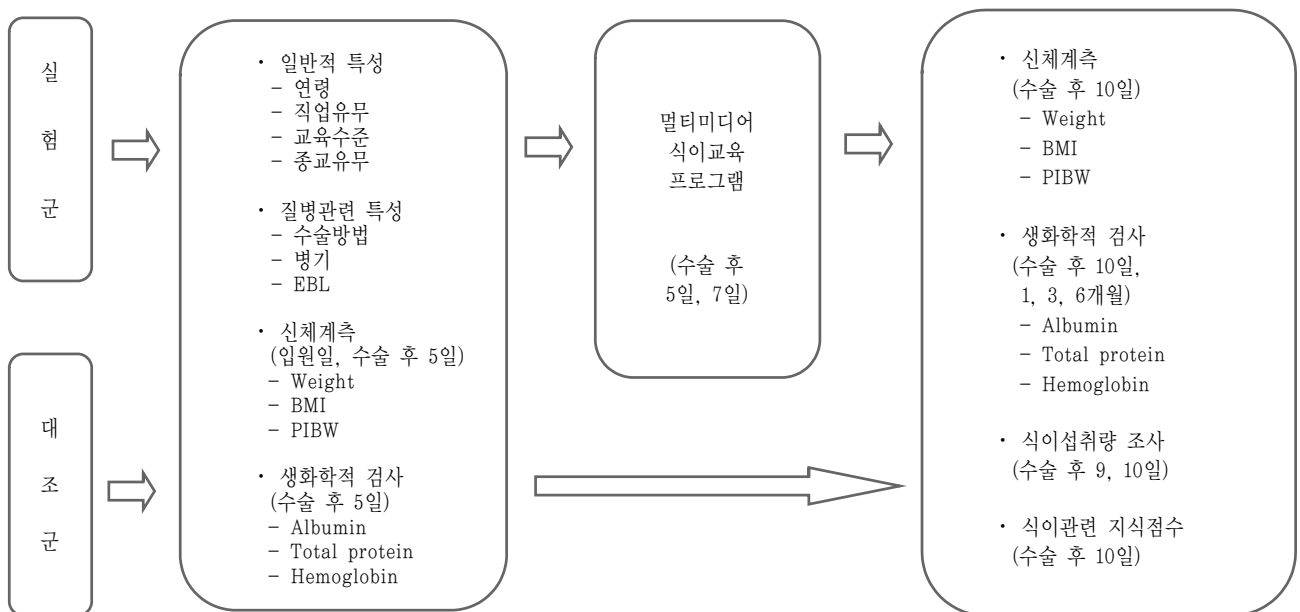 실
험
군
대
조
군
· 일반적 특성
- 연령
- 직업유무
- 교육수준
- 종교유무
· 질병관련 특성
- 수술방법
- 병기
- EBL
· 신체계측
(입원일, 수술 후 5일)
- Weight
- BMI
- PIBW
· 생화학적 검사
(수술 후 5일)
- Albumin
- Total protein
- Hemoglobin
멀티미디어
식이교육
프로그램
(수술 후
5일, 7일)
· 신체계측
(수술 후 10일)
- Weight
- BMI
- PIBW
· 생화학적 검사
(수술 후 10일,
1, 3, 6개월)
- Albumin
- Total protein
- Hemoglobin
· 식이섭취량 조사
(수술 후 9, 10일)
· 식이관련 지식점수
(수술 후 10일)